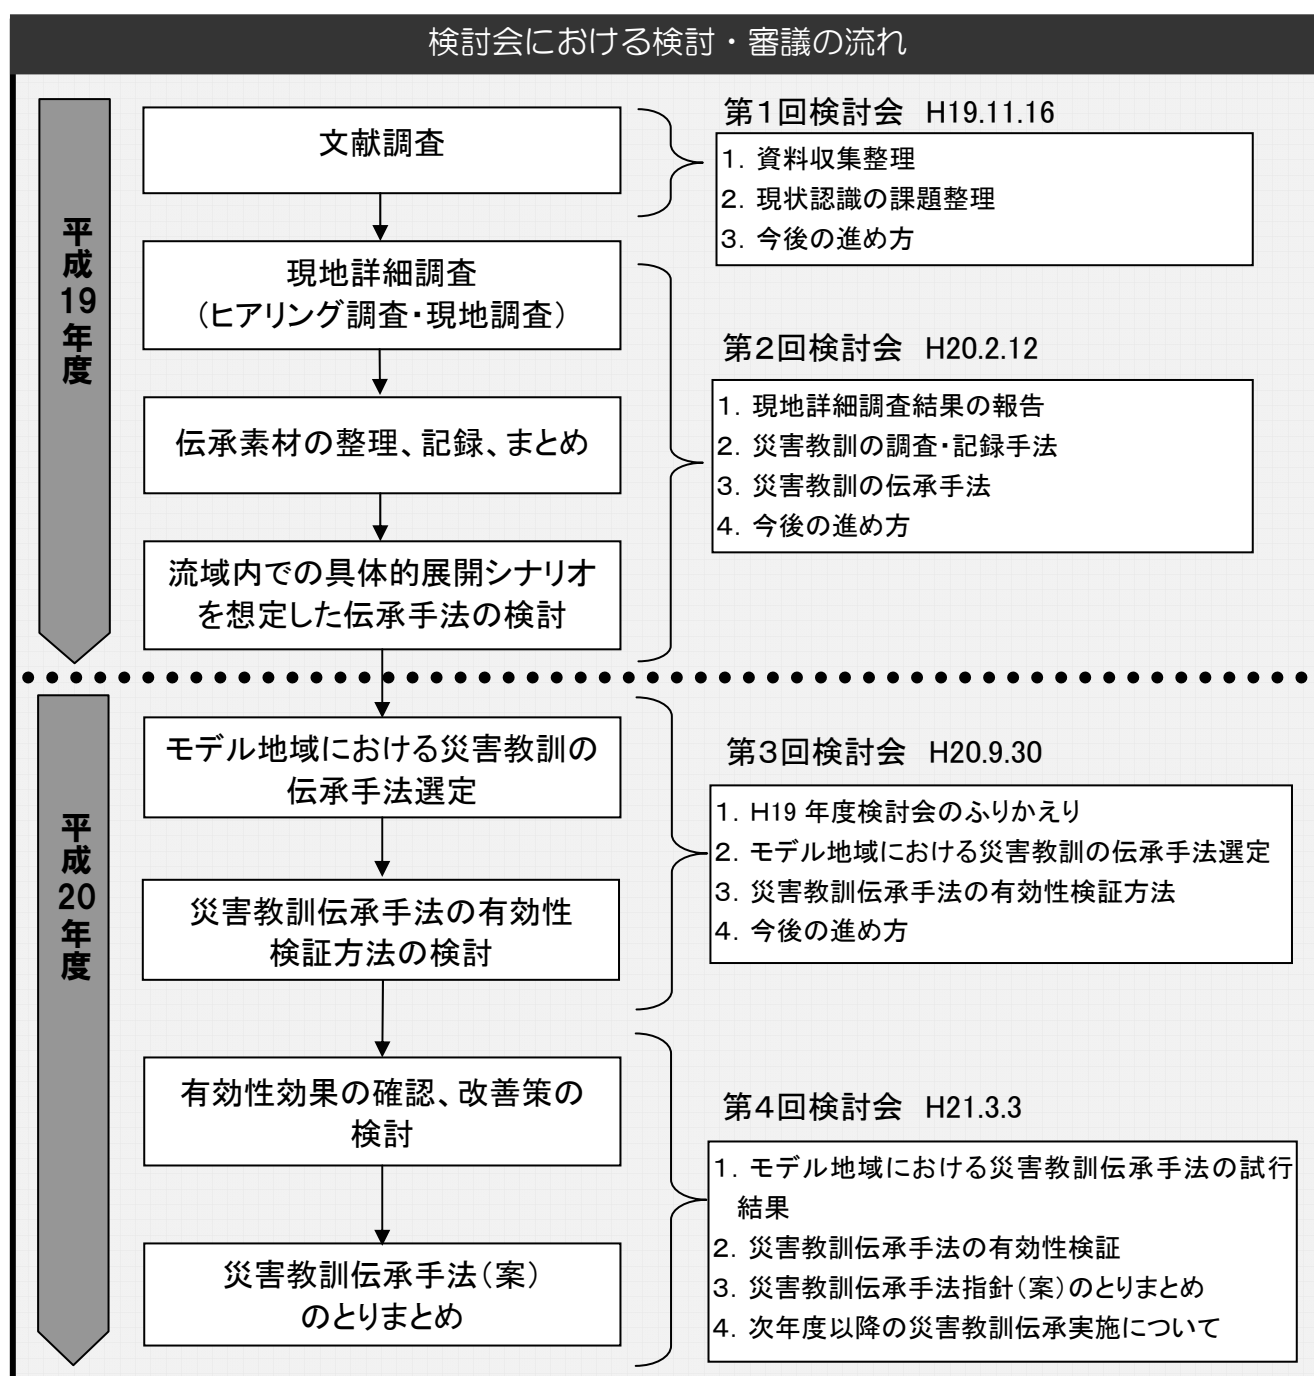 検討会における検討・審議の流れ
平成19年度
文献調査
第1回検討会 H19.11.16
1. 資料収集整理
2. 現状認識の課題整理
3. 今後の進め方
現地詳細調査
（ヒアリング調査・現地調査）
伝承素材の整理、記録、まとめ
流域内での具体的展開シナリオ
を想定した伝承手法の検討
第2回検討会 H20.2.12
1. 現地詳細調査結果の報告
2. 災害教訓の調査・記録手法
3. 災害教訓の伝承手法
4. 今後の進め方
平成20年度
モデル地域における災害教訓の
伝承手法選定
災害教訓伝承手法の有効性
検証方法の検討
第3回検討会 H20.9.30
1. H19 年度検討会のふりかえり
2. モデル地域における災害教訓の伝承手法選定
3. 災害教訓伝承手法の有効性検証方法
4. 今後の進め方
有効性効果の確認、改善策の
検討
災害教訓伝承手法（案）
のとりまとめ
第4回検討会 H21.3.3
1. モデル地域における災害教訓伝承手法の試行
結果
2. 災害教訓伝承手法の有効性検証
3. 災害教訓伝承手法指針（案）のとりまとめ
4. 次年度以降の災害教訓伝承実施について